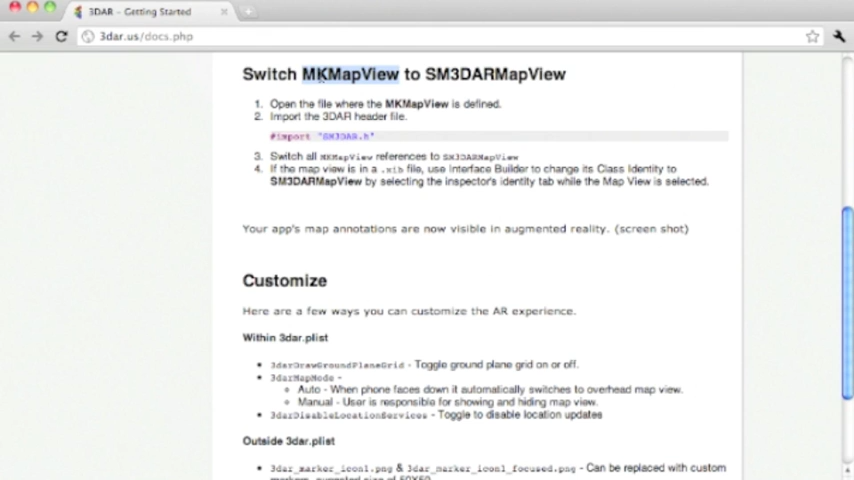 3DAR – Getting Started
3dar.us/docs.php
Switch MKMapView to SM3DARMapView
1. Open the file where the MKMapView is defined.
2. Import the 3DAR header file.
#import "SM3DAR.h"
3. Switch all MKMapView references to SM3DARMapView
4. If the map view is in a .xib file, use Interface Builder to change its Class Identity to
SM3DARMapView by selecting the inspector's identity tab while the Map View is selected.
Your app's map annotations are now visible in augmented reality. (screen shot)
Customize
Here are a few ways you can customize the AR experience.
Within 3dar.plist
3darDrawGroundPlaneGrid - Toggle ground plane grid on or off.
3darMapMode -
Auto - When phone faces down it automatically switches to overhead map view.
Manual - User is responsible for showing and hiding map view.
3darDisableLocationServices - Toggle to disable location updates
Outside 3dar.plist
3dar_marker_icon1.png & 3dar_marker_icon1_focused.png - Can be replaced with custom